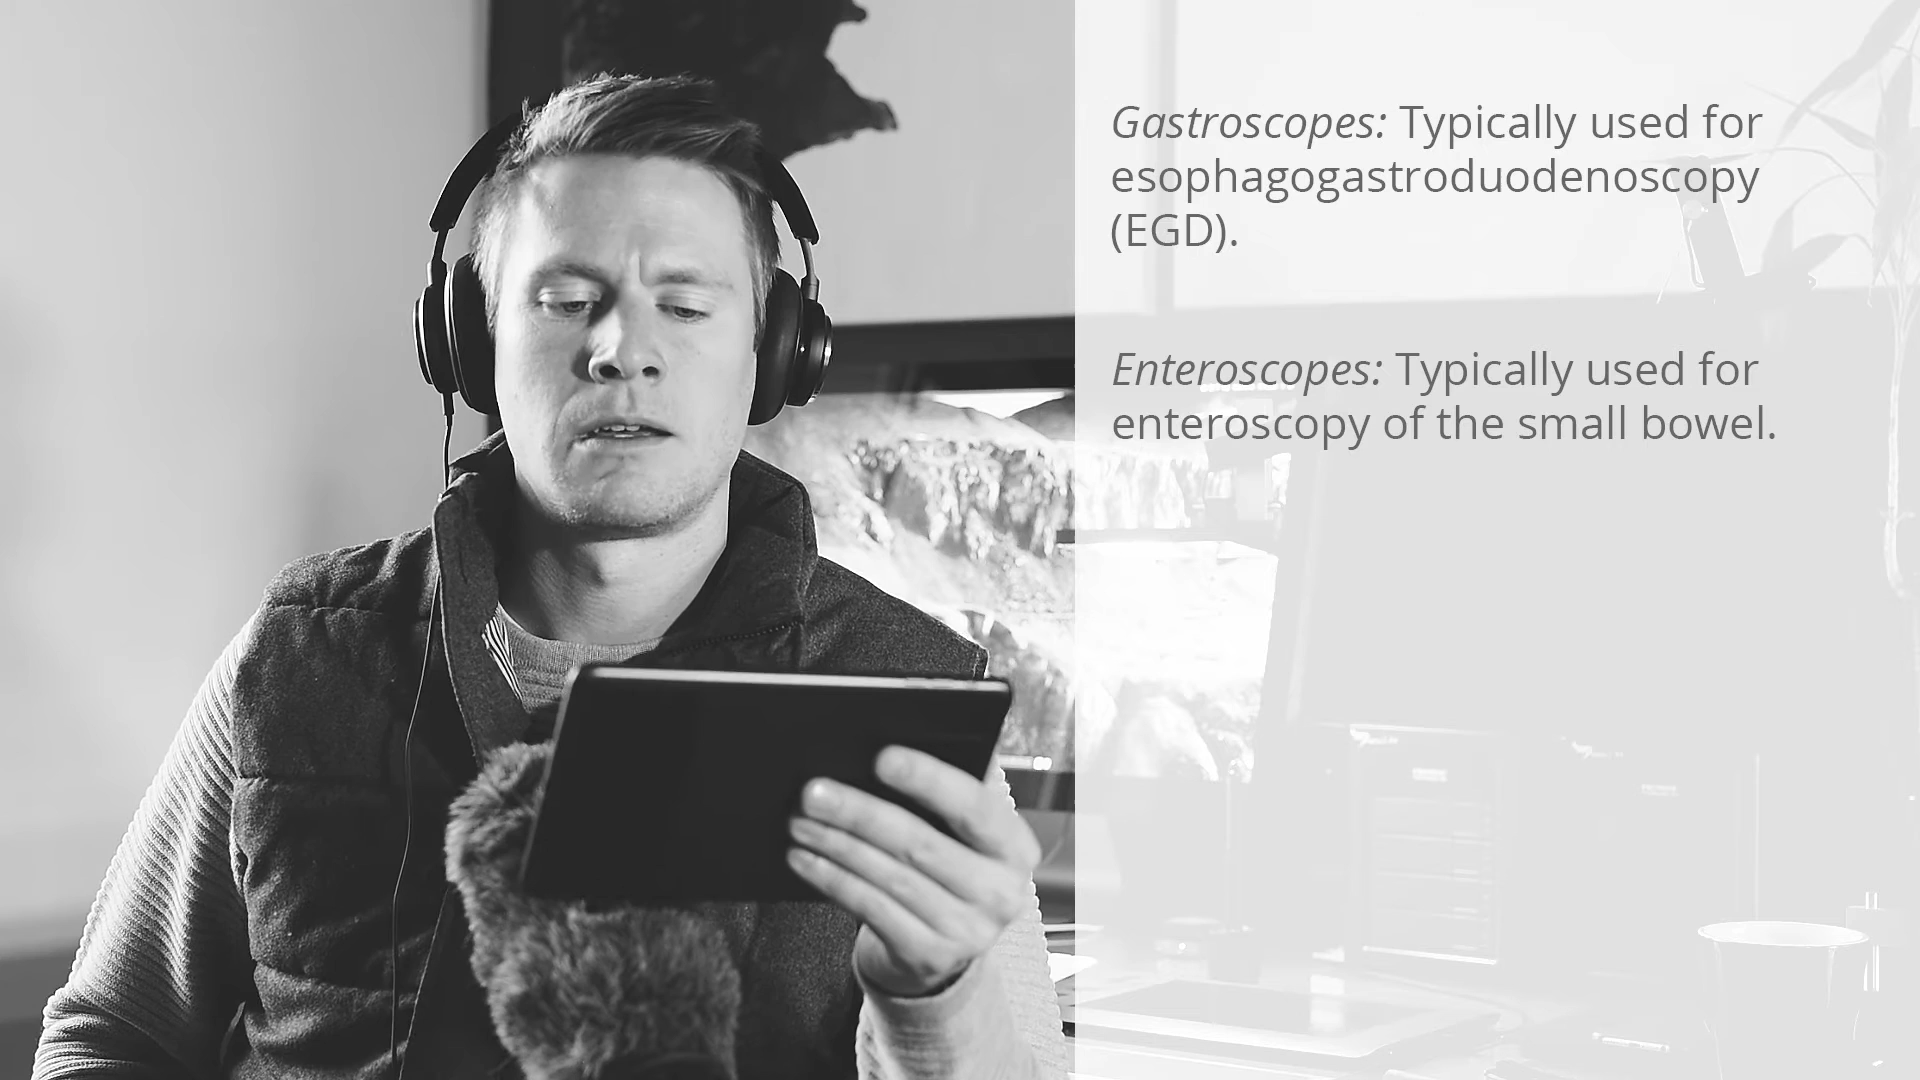 Gastroscopes: Typically used for
esophagogastroduodenoscopy
(EGD).
Enteroscopes: Typically used for
enteroscopy of the small bowel.